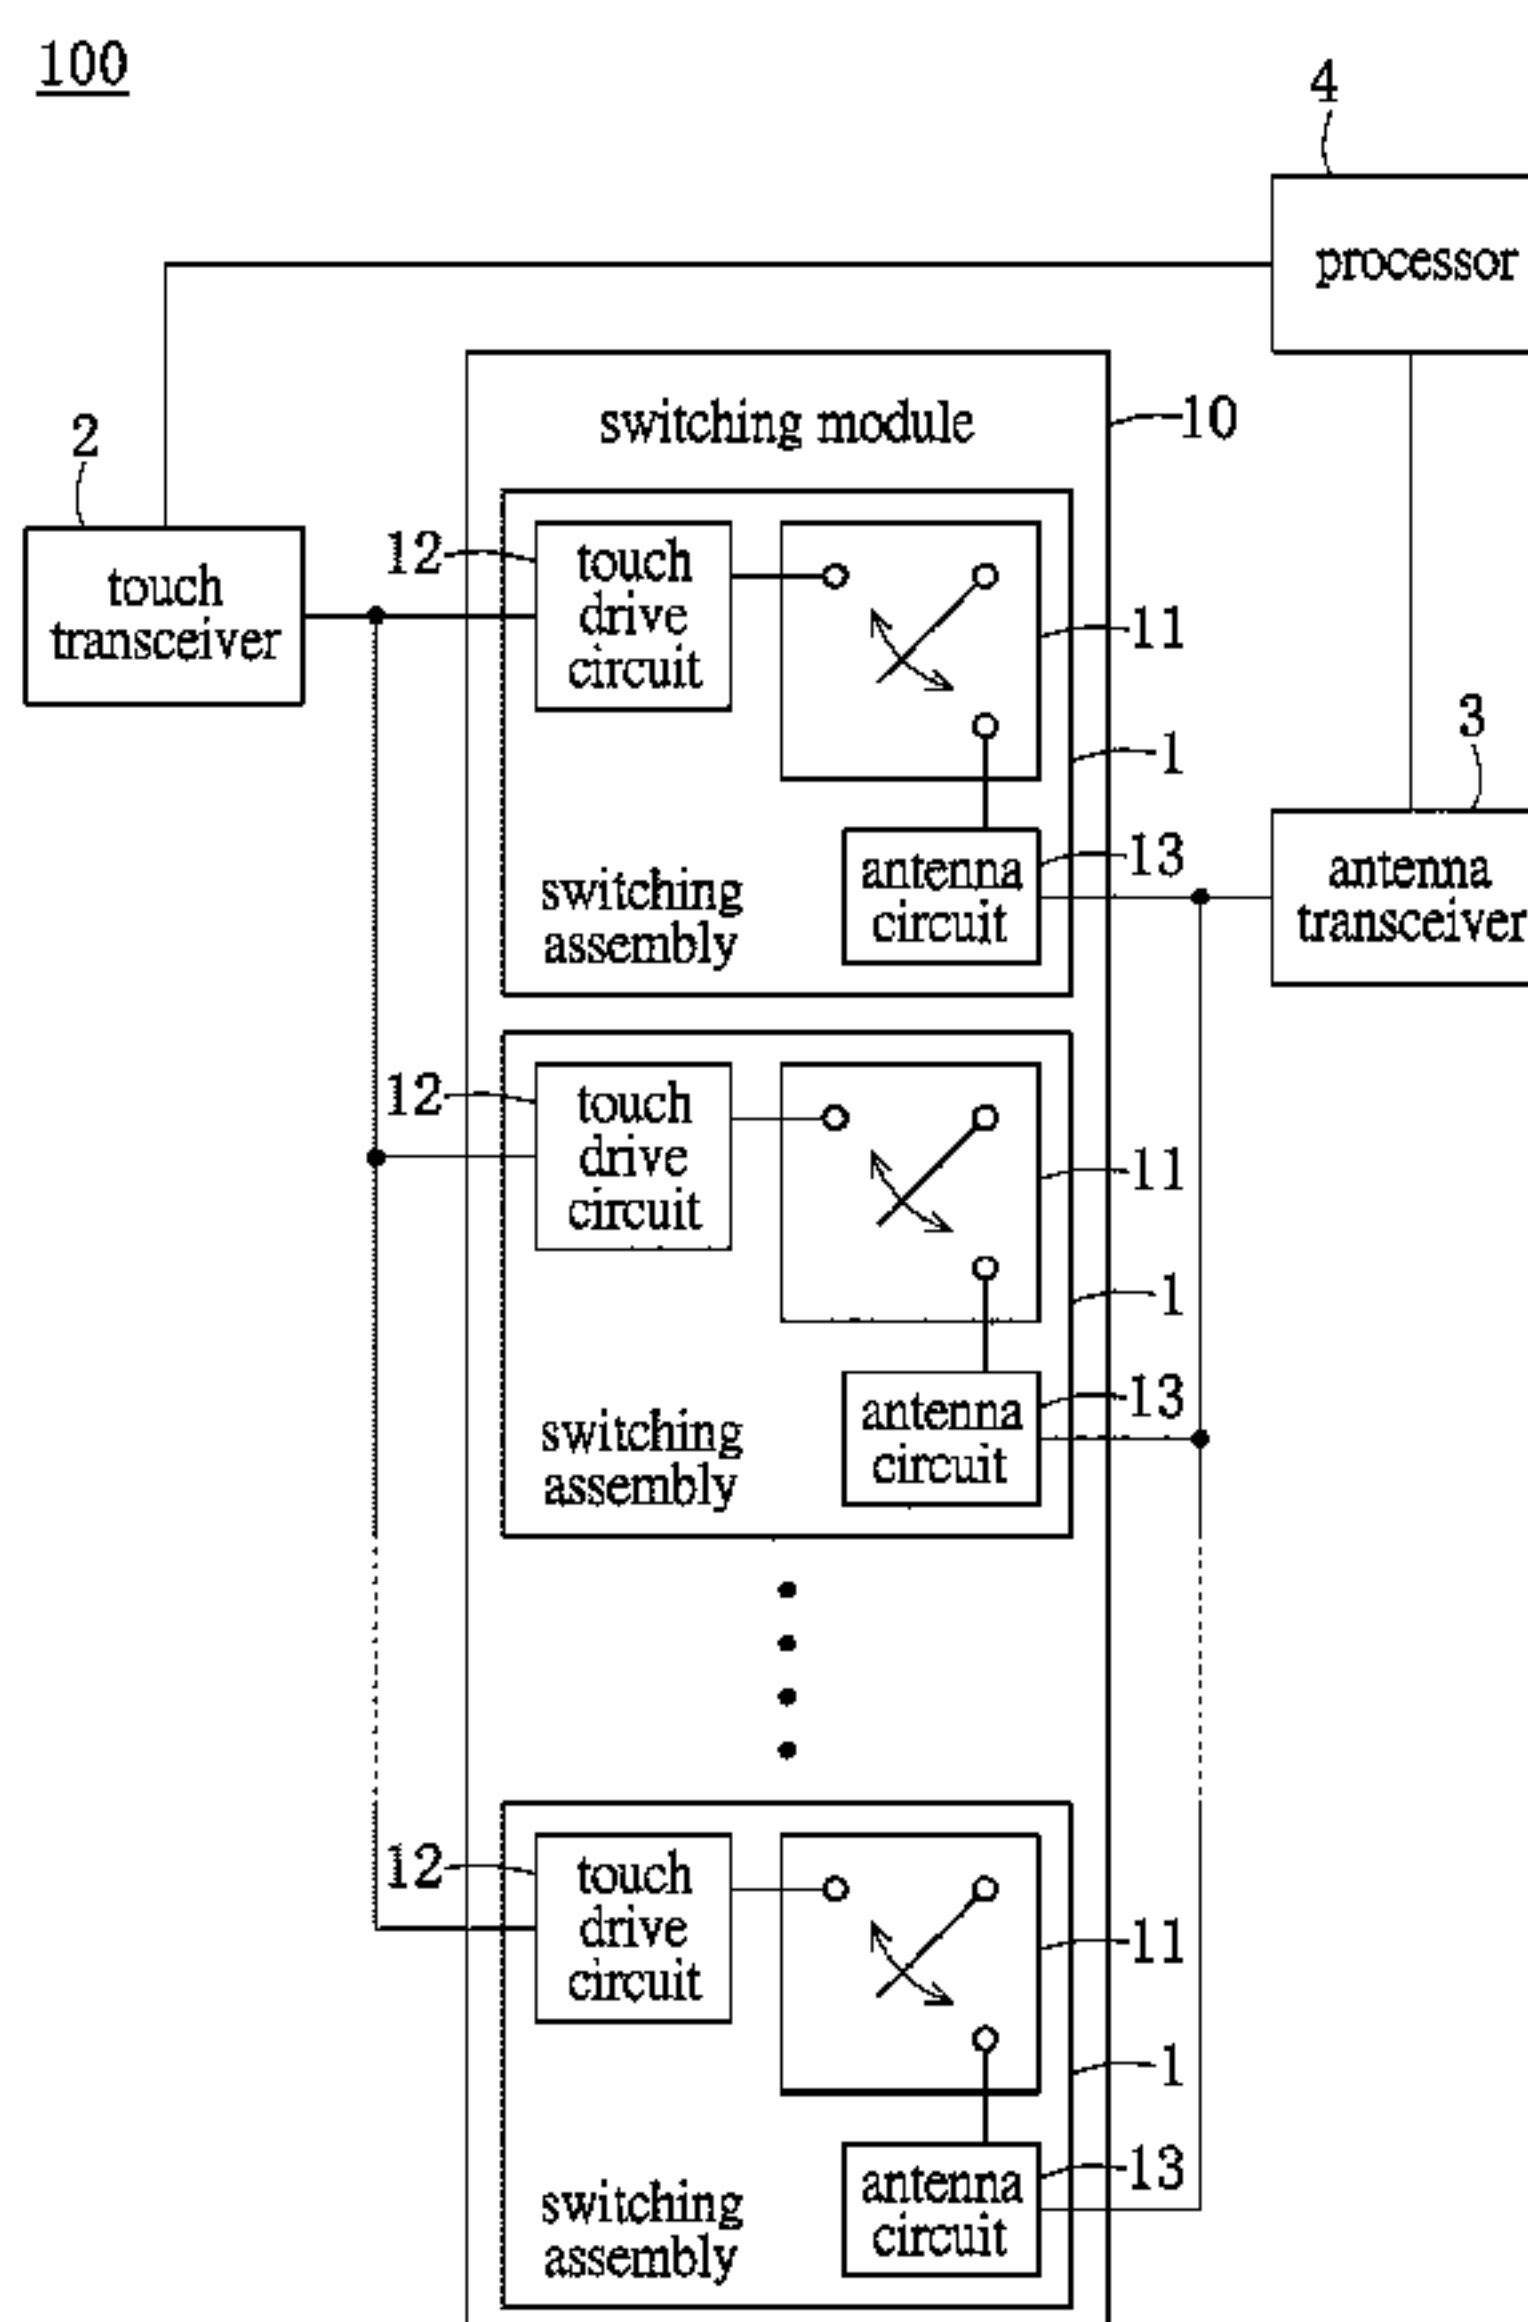 100
4
processor
switching module
10
2
touch
transceiver
12
touch
drive
circuit
11
1
3
antenna
transceiver
13
antenna
circuit
switching
assembly
12
touch
drive
circuit
11
1
13
antenna
circuit
switching
assembly
12
touch
drive
circuit
11
1
13
antenna
circuit
switching
assembly